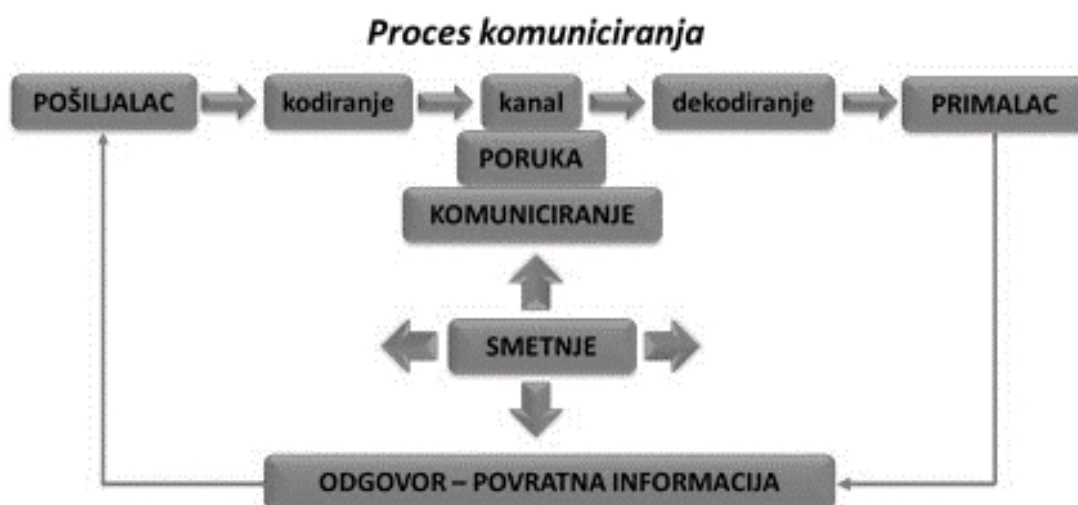 Proces komuniciranja
POŠILJALAC
kodiranje
kanal
dekodiranje
PRIMALAC
PORUKA
KOMUNICIRANJE
SMETNJE
ODGOVOR – POVRATNA INFORMACIJA